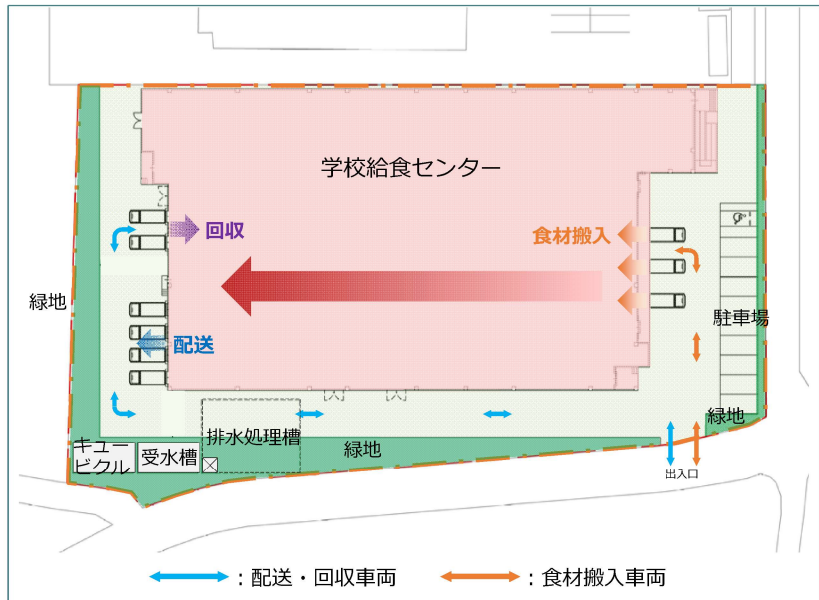 学校給食センター
回収
食材搬入
緑地
駐車場
配送
緑地
排水処理槽
緑地
キュー
ビクル
受水槽
出入口
：配送・回収車両
：食材搬入車両